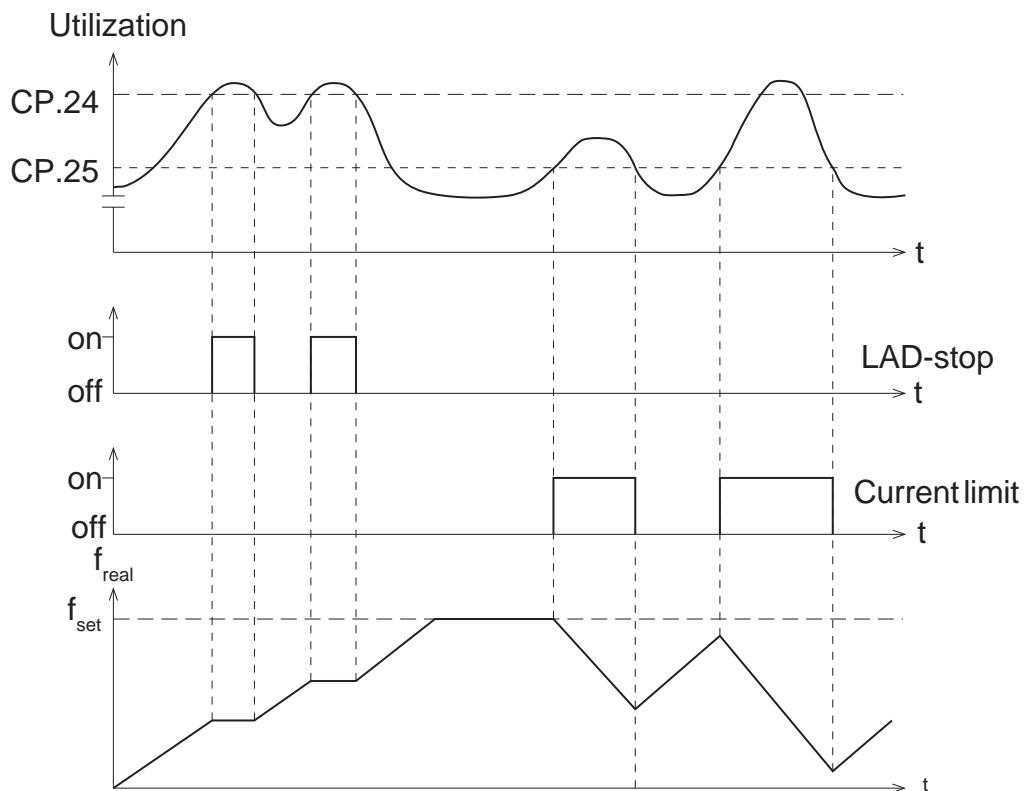 Utilization
CP.24
CP.25
t
on
off
LAD-stop
t
on
off
Current limit
t
f real
f set
t